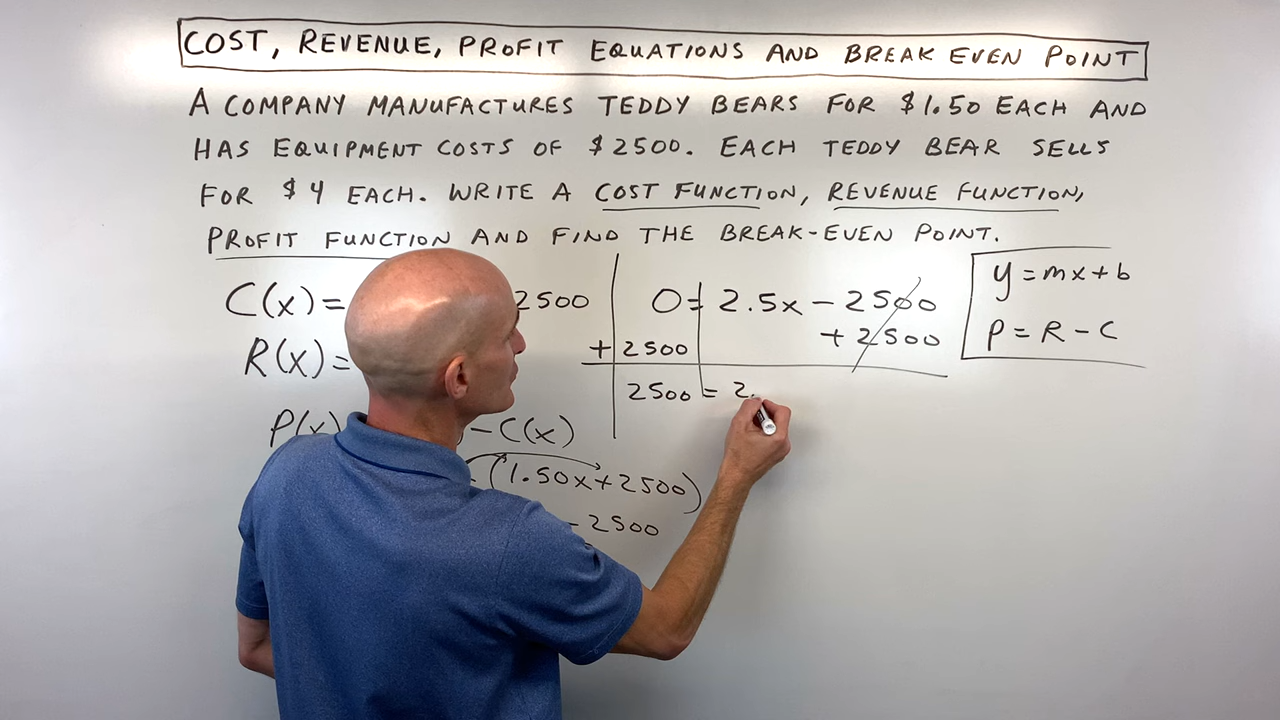 COST, REVENUE, PROFIT EQUATIONS AND BREAK EVEN POINT
A COMPANY MANUFACTURES TEDDY BEARS FOR $1.50 EACH AND
HAS EQUIPMENT COSTS OF $2500. EACH TEDDY BEAR SELLS
FOR $4 EACH. WRITE A COST FUNCTION, REVENUE FUNCTION,
PROFIT FUNCTION AND FIND THE BREAK-EVEN POINT.
C(x)= 2500
R(x)=
P(x) - C(x)
- (1.50x+2500)
- 2500
0 = 2.5x - 2500
+ 2500 + 2500
2500 = 2.
y = mx + b
P = R - C